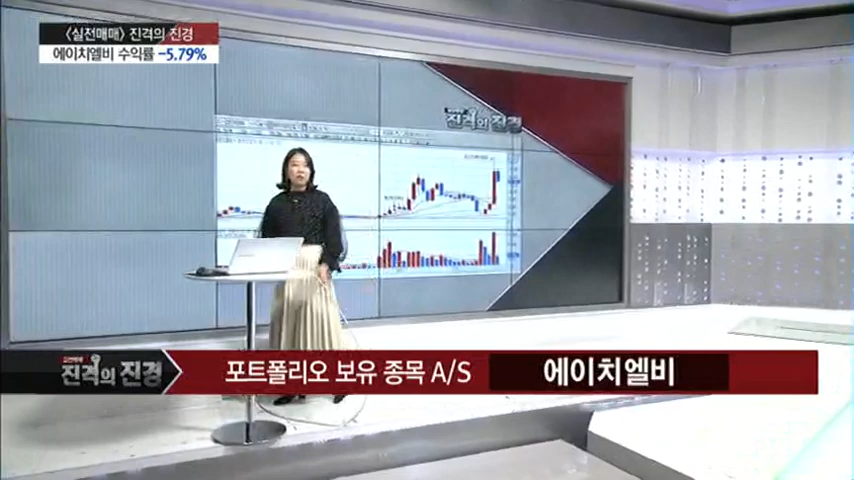 <실전매매> 진격의 진경
에이치엘비 수익률 -5.79%
진격의 진경
진격의 진경
포트폴리오 보유 종목 A/S
에이치엘비